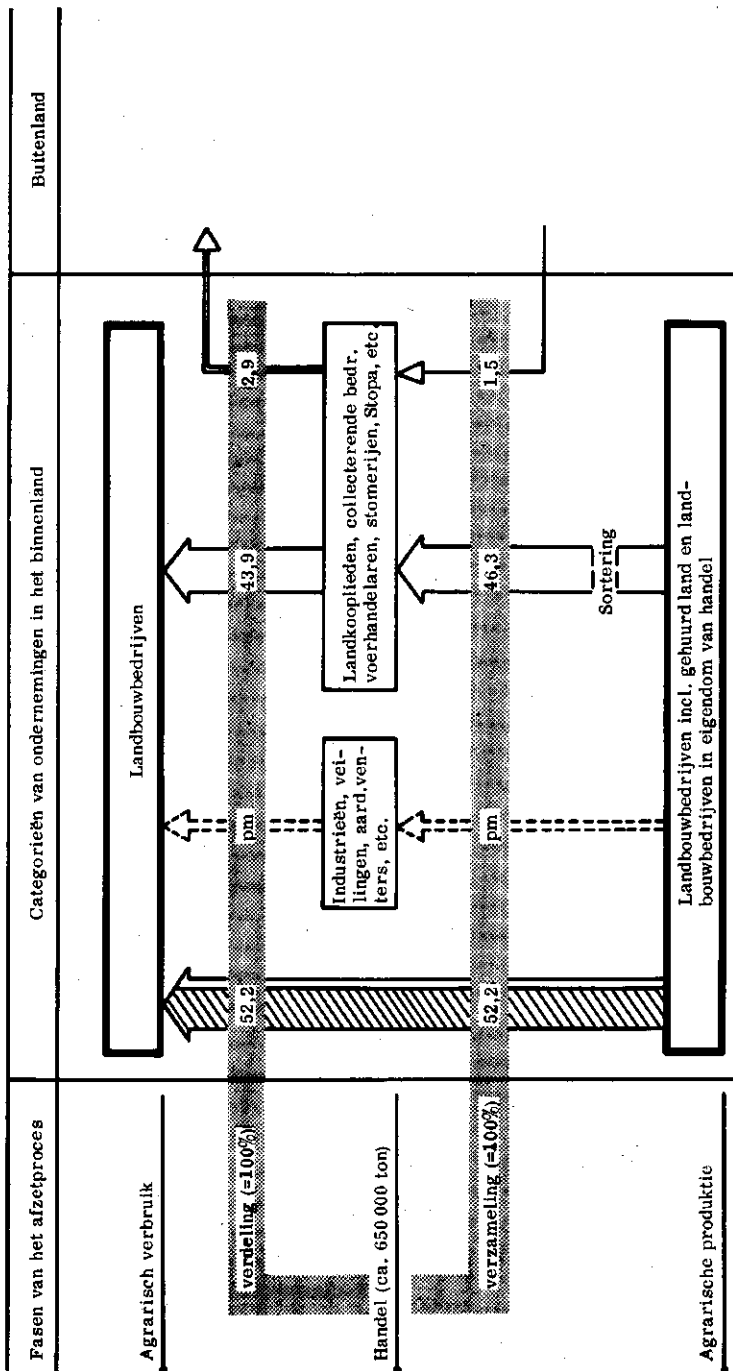 Fasen van het afzetproces
Categorieën van ondernemingen in het binnenland
Buitenland
Agrarisch verbruik
Landbouwbedrijven
verdeling (=100%)
52,2
pm
43,9
2,9
Handel (ca. 650 000 ton)
Industrieën, vei-
lingen, aard.ven-
ters, etc.
Landkooplieden, collecterende bedr.
voerhandelaren, stomerijen, Stopa, etc.
verzameling (=100%)
52,2
pm
46,3
1,5
Sortering
Agrarische produktie
Landbouwbedrijven incl. gehuurd land en land-
bouwbedrijven in eigendom van handel